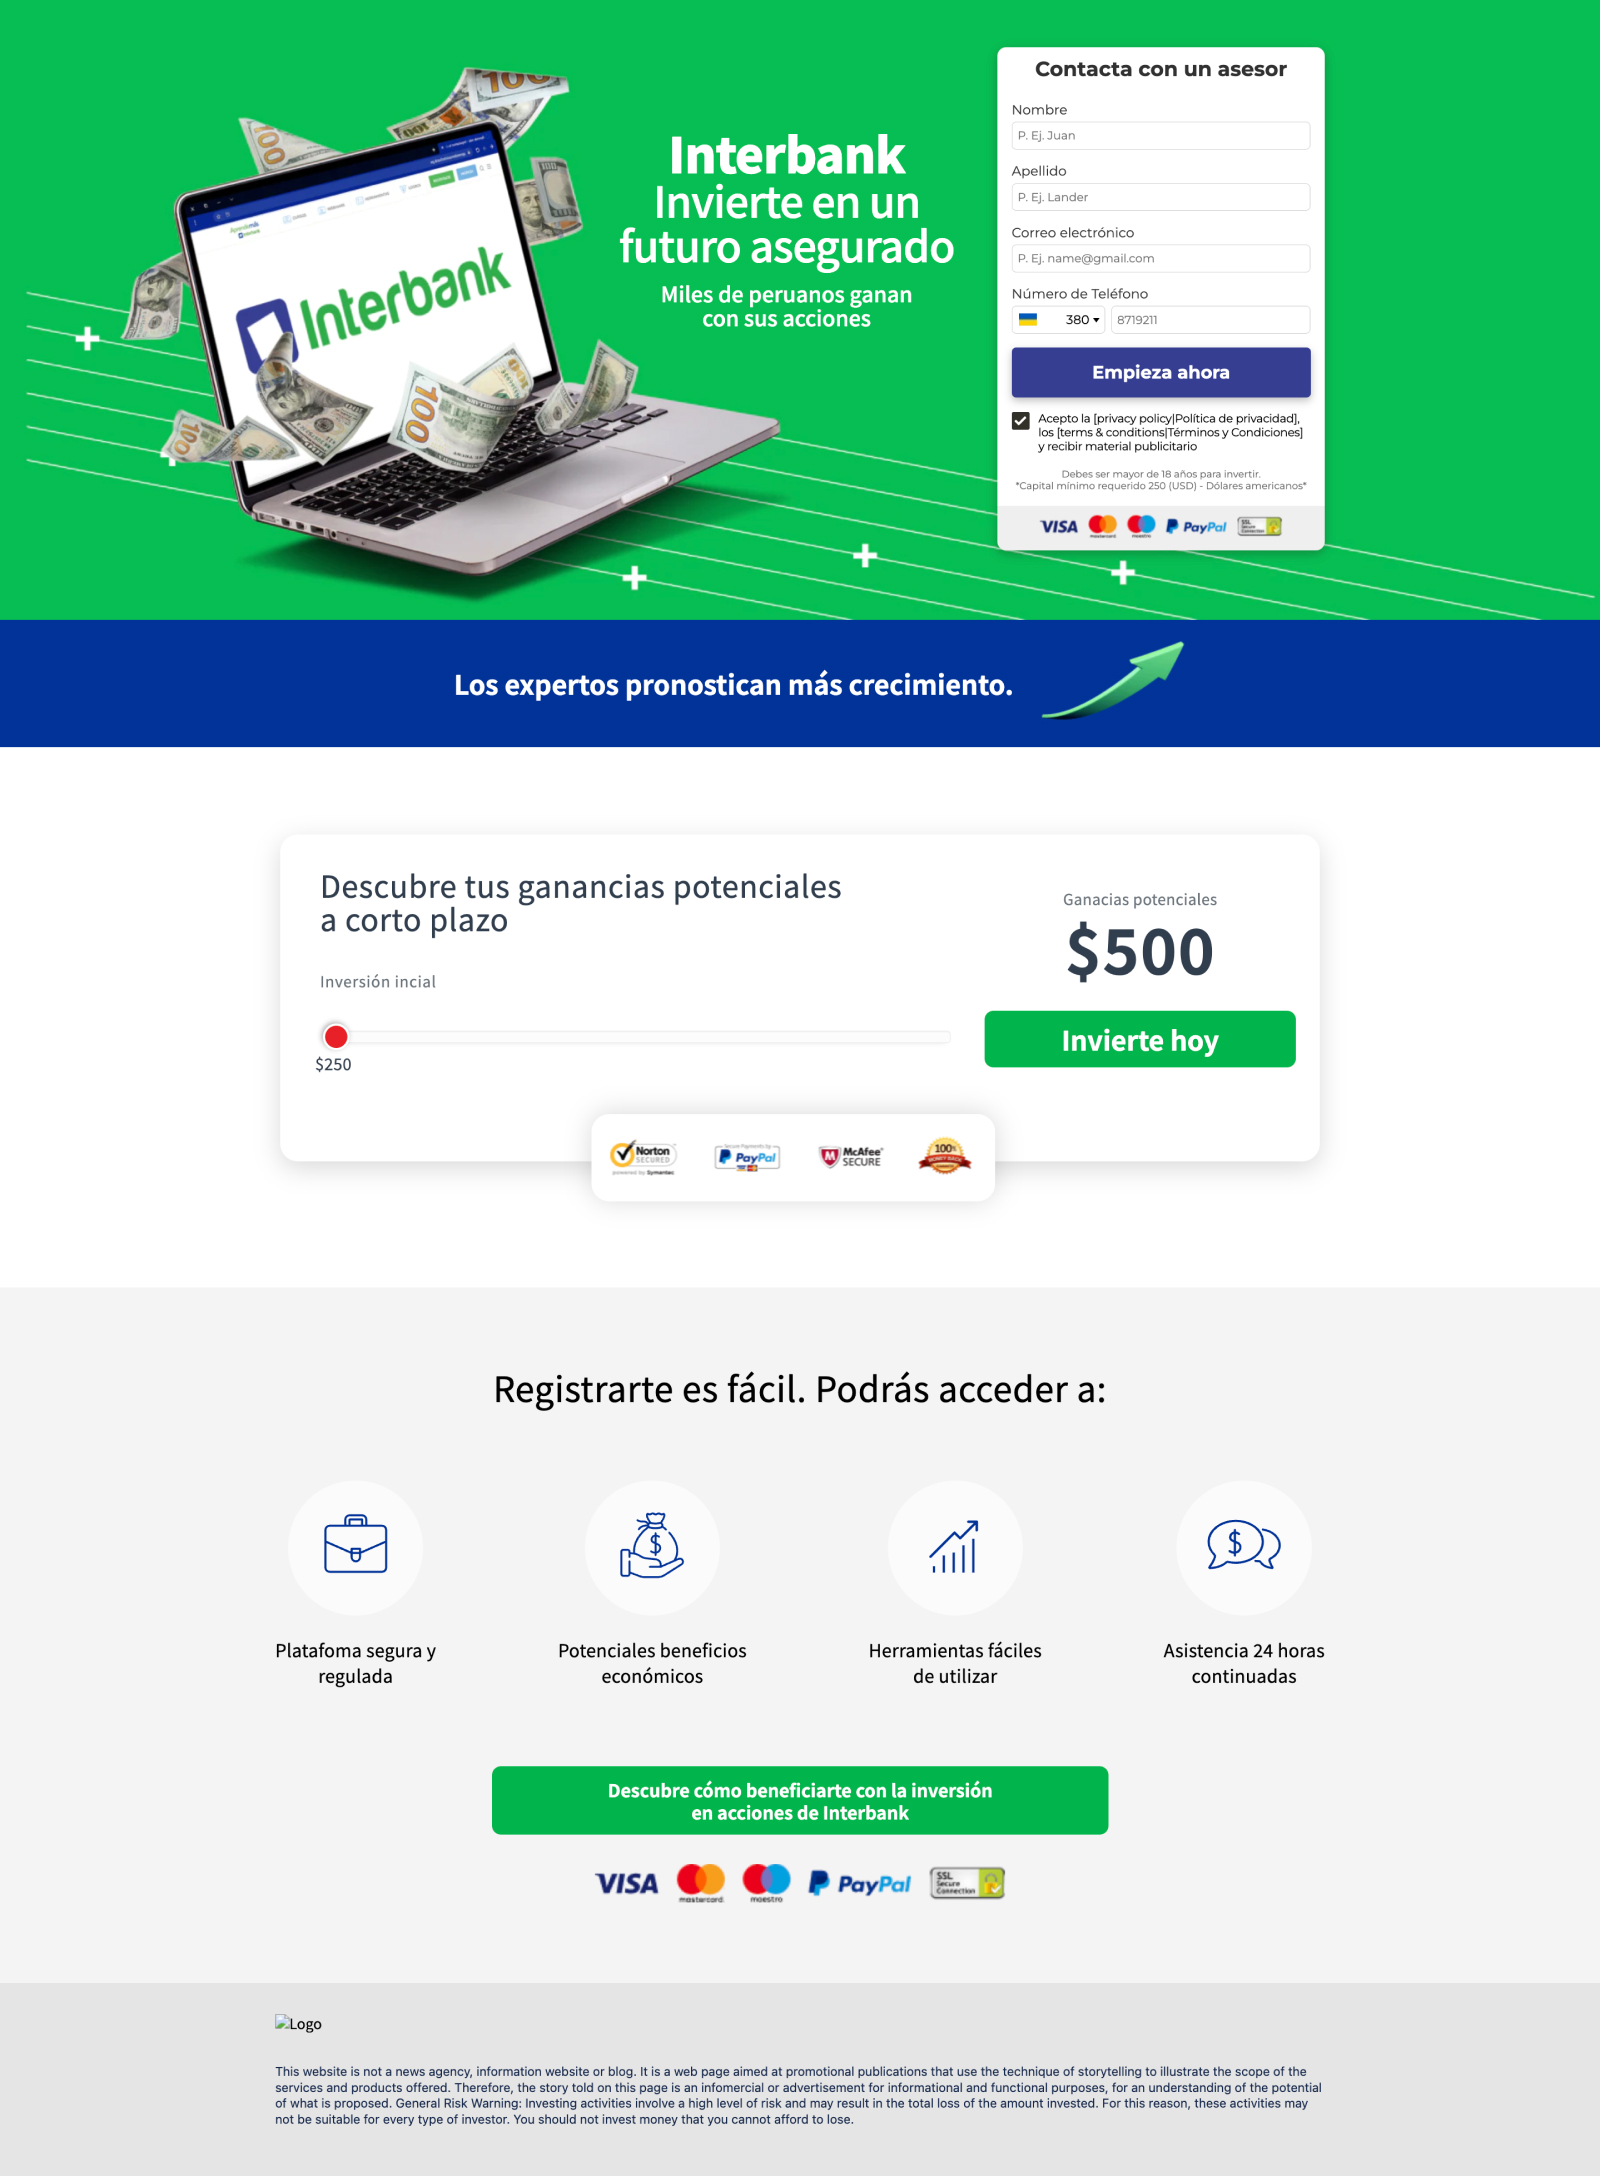 Interbank
Interbank
Invierte en un
futuro asegurado
Miles de peruanos ganan
con sus acciones
Contacta con un asesor
Nombre
P. Ej. Juan
Apellido
P. Ej. Lander
Correo electrónico
P. Ej. name@gmail.com
Número de Teléfono
380 8719211
Empieza ahora
Acepto la [privacy policy|Política de privacidad],
los [terms & conditions|Términos y Condiciones]
y recibir material publicitario
Debes ser mayor de 18 años para invertir.
*Capital mínimo requerido 250 (USD) - Dólares americanos*
VISA mastercard maestro PayPal SSL Secure Connection
Los expertos pronostican más crecimiento.
Descubre tus ganancias potenciales
a corto plazo
Inversión incial
$250
Ganacias potenciales
$500
Invierte hoy
Norton SECURED powered by Symantec
Secure Payments by PayPal
McAfee SECURE
100% MONEY BACK
Registrarte es fácil. Podrás acceder a:
Platafoma segura y
regulada
Potenciales beneficios
económicos
Herramientas fáciles
de utilizar
Asistencia 24 horas
continuadas
Descubre cómo beneficiarte con la inversión
en acciones de Interbank
VISA mastercard maestro PayPal SSL Secure Connection
Logo
This website is not a news agency, information website or blog. It is a web page aimed at promotional publications that use the technique of storytelling to illustrate the scope of the
services and products offered. Therefore, the story told on this page is an infomercial or advertisement for informational and functional purposes, for an understanding of the potential
of what is proposed. General Risk Warning: Investing activities involve a high level of risk and may result in the total loss of the amount invested. For this reason, these activities may
not be suitable for every type of investor. You should not invest money that you cannot afford to lose.